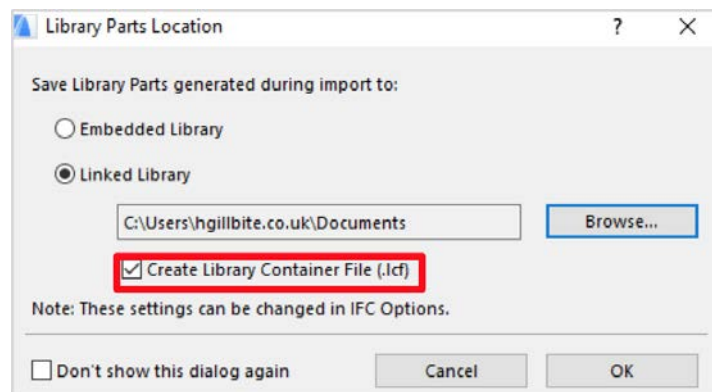 Library Parts Location
?
Save Library Parts generated during import to:
Embedded Library
Linked Library
C:\Users\hgillbite.co.uk\Documents
Browse...
Create Library Container File (.lcf)
Note: These settings can be changed in IFC Options.
Don't show this dialog again
Cancel
OK